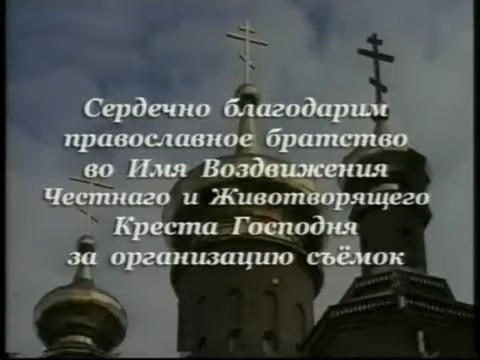 Сердечно благодарим
православное братство
во Имя Воздвижения
Честнаго и Животворящего
Креста Господня
за организацию съёмок